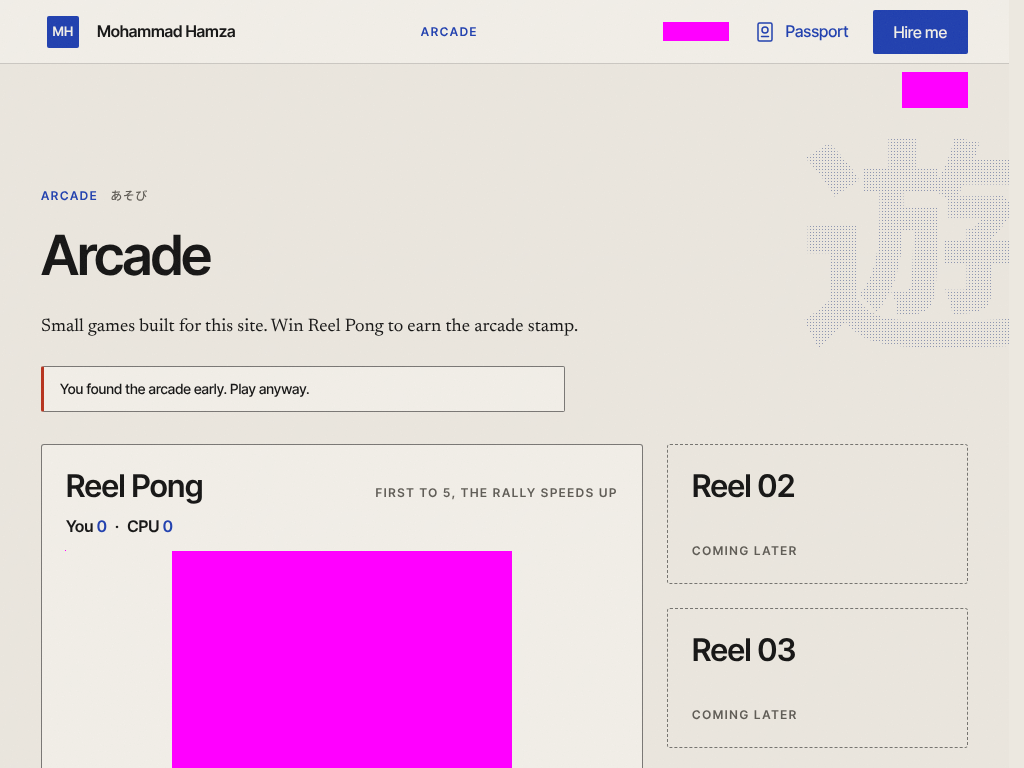 MH Mohammad Hamza ARCADE Passport Hire me
遊
ARCADE あそび
Arcade
Small games built for this site. Win Reel Pong to earn the arcade stamp.
You found the arcade early. Play anyway.
Reel Pong
FIRST TO 5, THE RALLY SPEEDS UP
You 0 · CPU 0
Reel 02
COMING LATER
Reel 03
COMING LATER